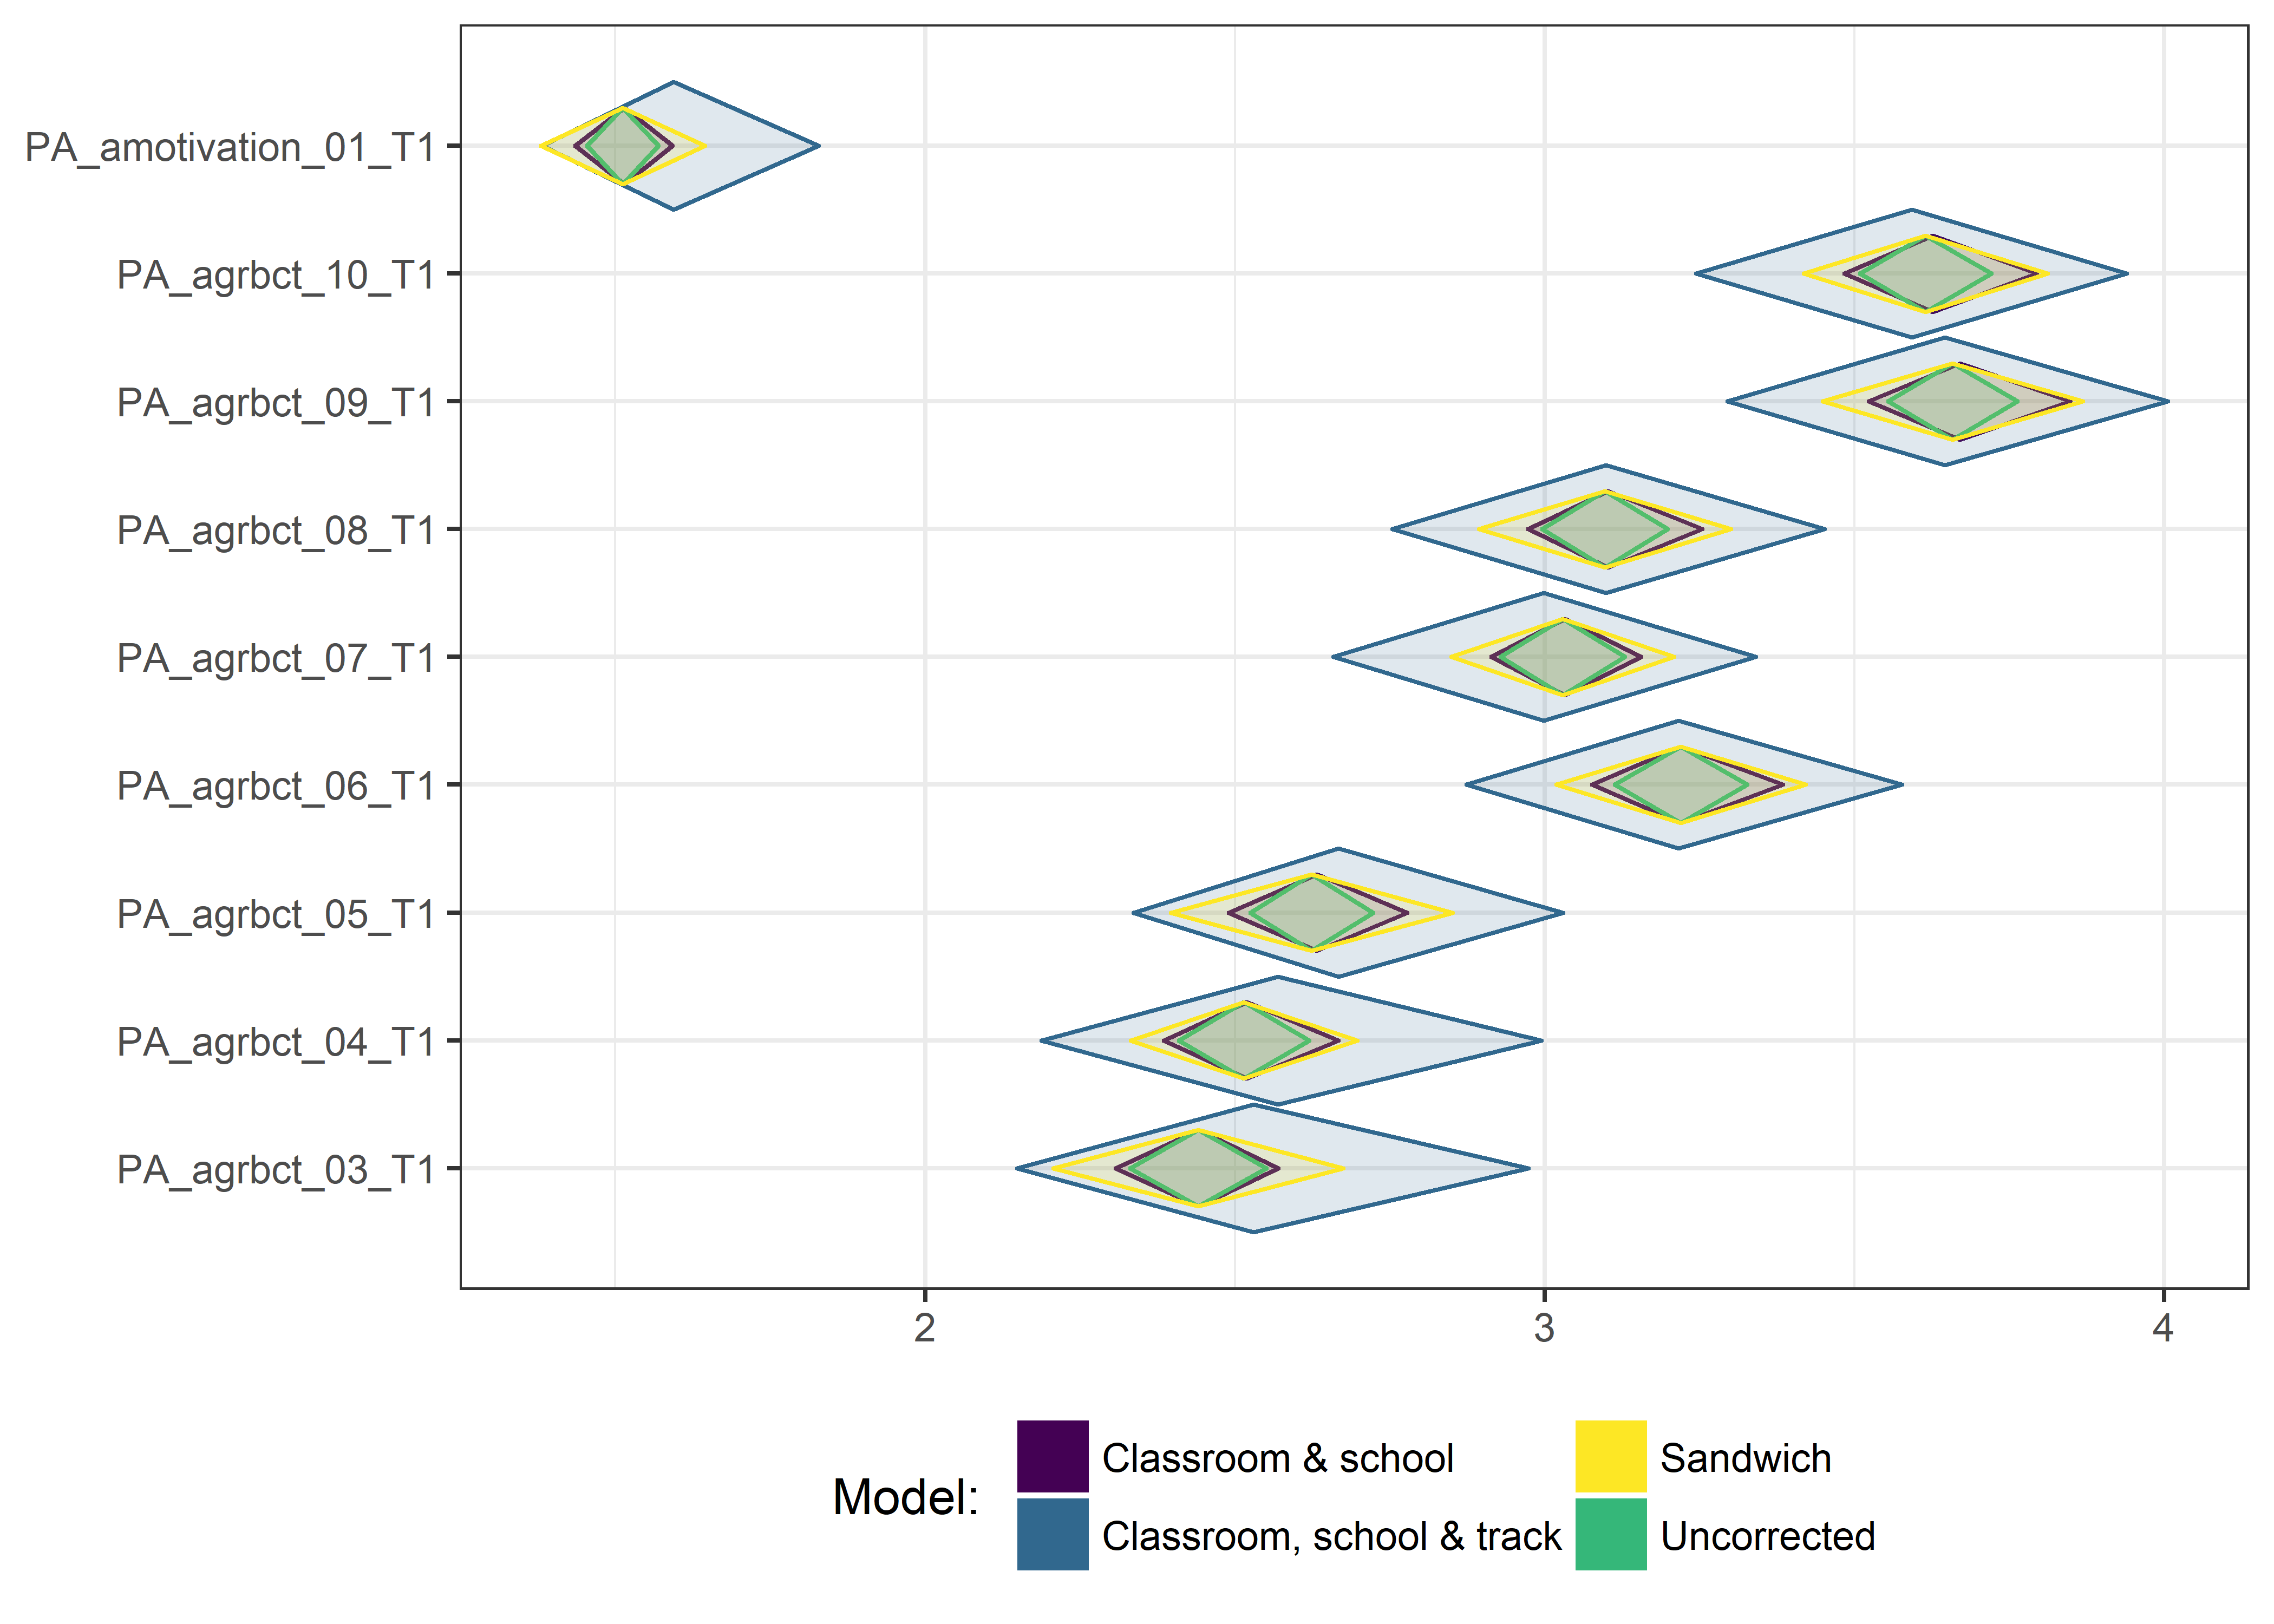 PA_amotivation_01_T1
PA_agrbct_10_T1
PA_agrbct_09_T1
PA_agrbct_08_T1
PA_agrbct_07_T1
PA_agrbct_06_T1
PA_agrbct_05_T1
PA_agrbct_04_T1
PA_agrbct_03_T1
2 3 4
Model:
Classroom & school
Classroom, school & track
Sandwich
Uncorrected